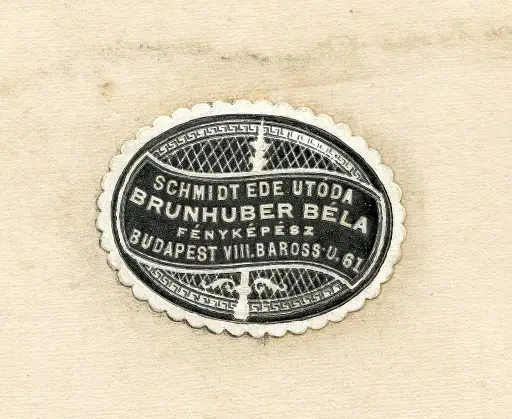 SCHMIDT EDE UTÓDA
BRUNHUBER BÉLA
FÉNYKÉPÉSZ
BUDAPEST VIII. BAROSS-U. 61